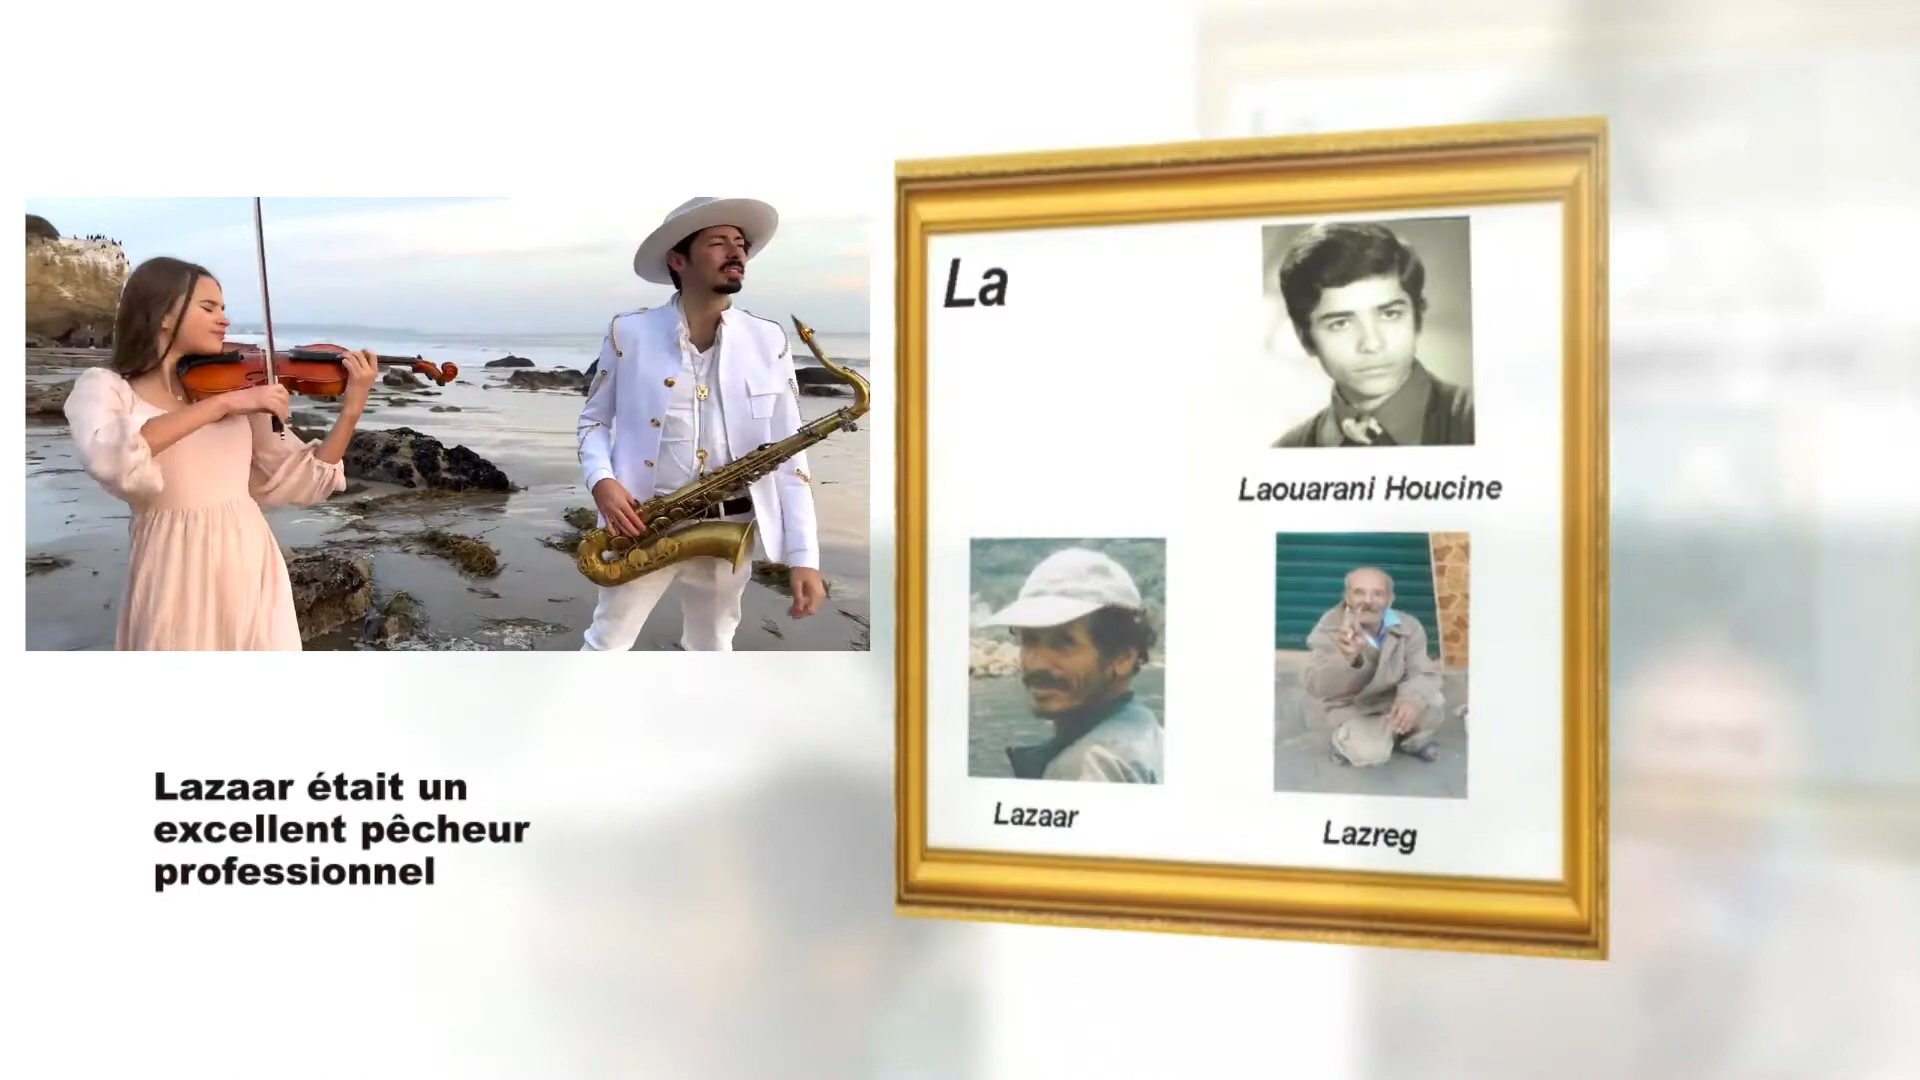 La
Laouarani Houcine
Lazaar
Lazreg
Lazaar était un
excellent pêcheur
professionnel